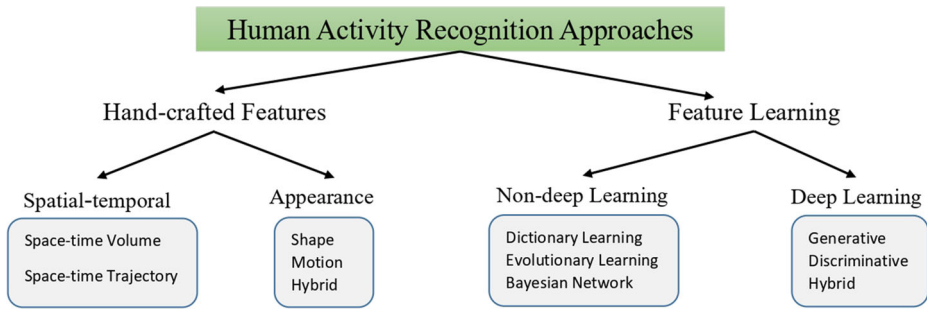 Human Activity Recognition Approaches
Hand-crafted Features
Feature Learning
Spatial-temporal
Space-time Volume
Space-time Trajectory
Appearance
Shape
Motion
Hybrid
Non-deep Learning
Dictionary Learning
Evolutionary Learning
Bayesian Network
Deep Learning
Generative
Discriminative
Hybrid